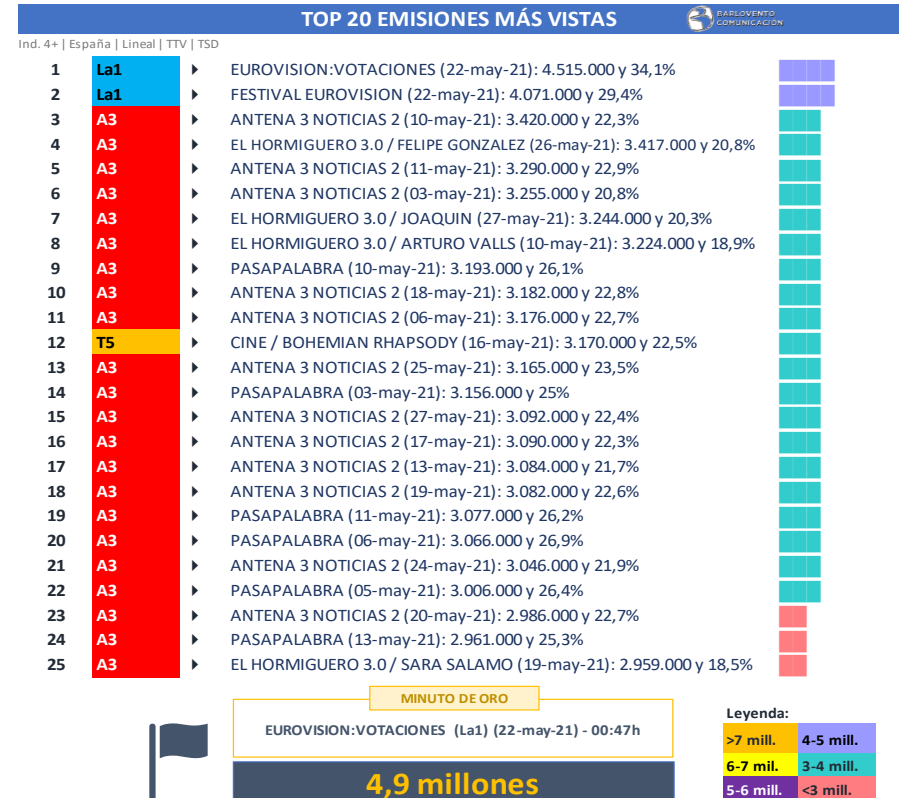 TOP 20 EMISIONES MÁS VISTAS
BARLOVENTO
COMUNICACIÓN
Ind. 4+ | España | Lineal | TTV | TSD
1 La1 EUROVISION:VOTACIONES (22-may-21): 4.515.000 y 34,1%
2 La1 FESTIVAL EUROVISION (22-may-21): 4.071.000 y 29,4%
3 A3 ANTENA 3 NOTICIAS 2 (10-may-21): 3.420.000 y 22,3%
4 A3 EL HORMIGUERO 3.0 / FELIPE GONZALEZ (26-may-21): 3.417.000 y 20,8%
5 A3 ANTENA 3 NOTICIAS 2 (11-may-21): 3.290.000 y 22,9%
6 A3 ANTENA 3 NOTICIAS 2 (03-may-21): 3.255.000 y 20,8%
7 A3 EL HORMIGUERO 3.0 / JOAQUIN (27-may-21): 3.244.000 y 20,3%
8 A3 EL HORMIGUERO 3.0 / ARTURO VALLS (10-may-21): 3.224.000 y 18,9%
9 A3 PASAPALABRA (10-may-21): 3.193.000 y 26,1%
10 A3 ANTENA 3 NOTICIAS 2 (18-may-21): 3.182.000 y 22,8%
11 A3 ANTENA 3 NOTICIAS 2 (06-may-21): 3.176.000 y 22,7%
12 T5 CINE / BOHEMIAN RHAPSODY (16-may-21): 3.170.000 y 22,5%
13 A3 ANTENA 3 NOTICIAS 2 (25-may-21): 3.165.000 y 23,5%
14 A3 PASAPALABRA (03-may-21): 3.156.000 y 25%
15 A3 ANTENA 3 NOTICIAS 2 (27-may-21): 3.092.000 y 22,4%
16 A3 ANTENA 3 NOTICIAS 2 (17-may-21): 3.090.000 y 22,3%
17 A3 ANTENA 3 NOTICIAS 2 (13-may-21): 3.084.000 y 21,7%
18 A3 ANTENA 3 NOTICIAS 2 (19-may-21): 3.082.000 y 22,6%
19 A3 PASAPALABRA (11-may-21): 3.077.000 y 26,2%
20 A3 PASAPALABRA (06-may-21): 3.066.000 y 26,9%
21 A3 ANTENA 3 NOTICIAS 2 (24-may-21): 3.046.000 y 21,9%
22 A3 PASAPALABRA (05-may-21): 3.006.000 y 26,4%
23 A3 ANTENA 3 NOTICIAS 2 (20-may-21): 2.986.000 y 22,7%
24 A3 PASAPALABRA (13-may-21): 2.961.000 y 25,3%
25 A3 EL HORMIGUERO 3.0 / SARA SALAMO (19-may-21): 2.959.000 y 18,5%
MINUTO DE ORO
EUROVISION:VOTACIONES (La1) (22-may-21) - 00:47h
4,9 millones
Leyenda:
>7 mill. 4-5 mill.
6-7 mil. 3-4 mill.
5-6 mill. <3 mill.